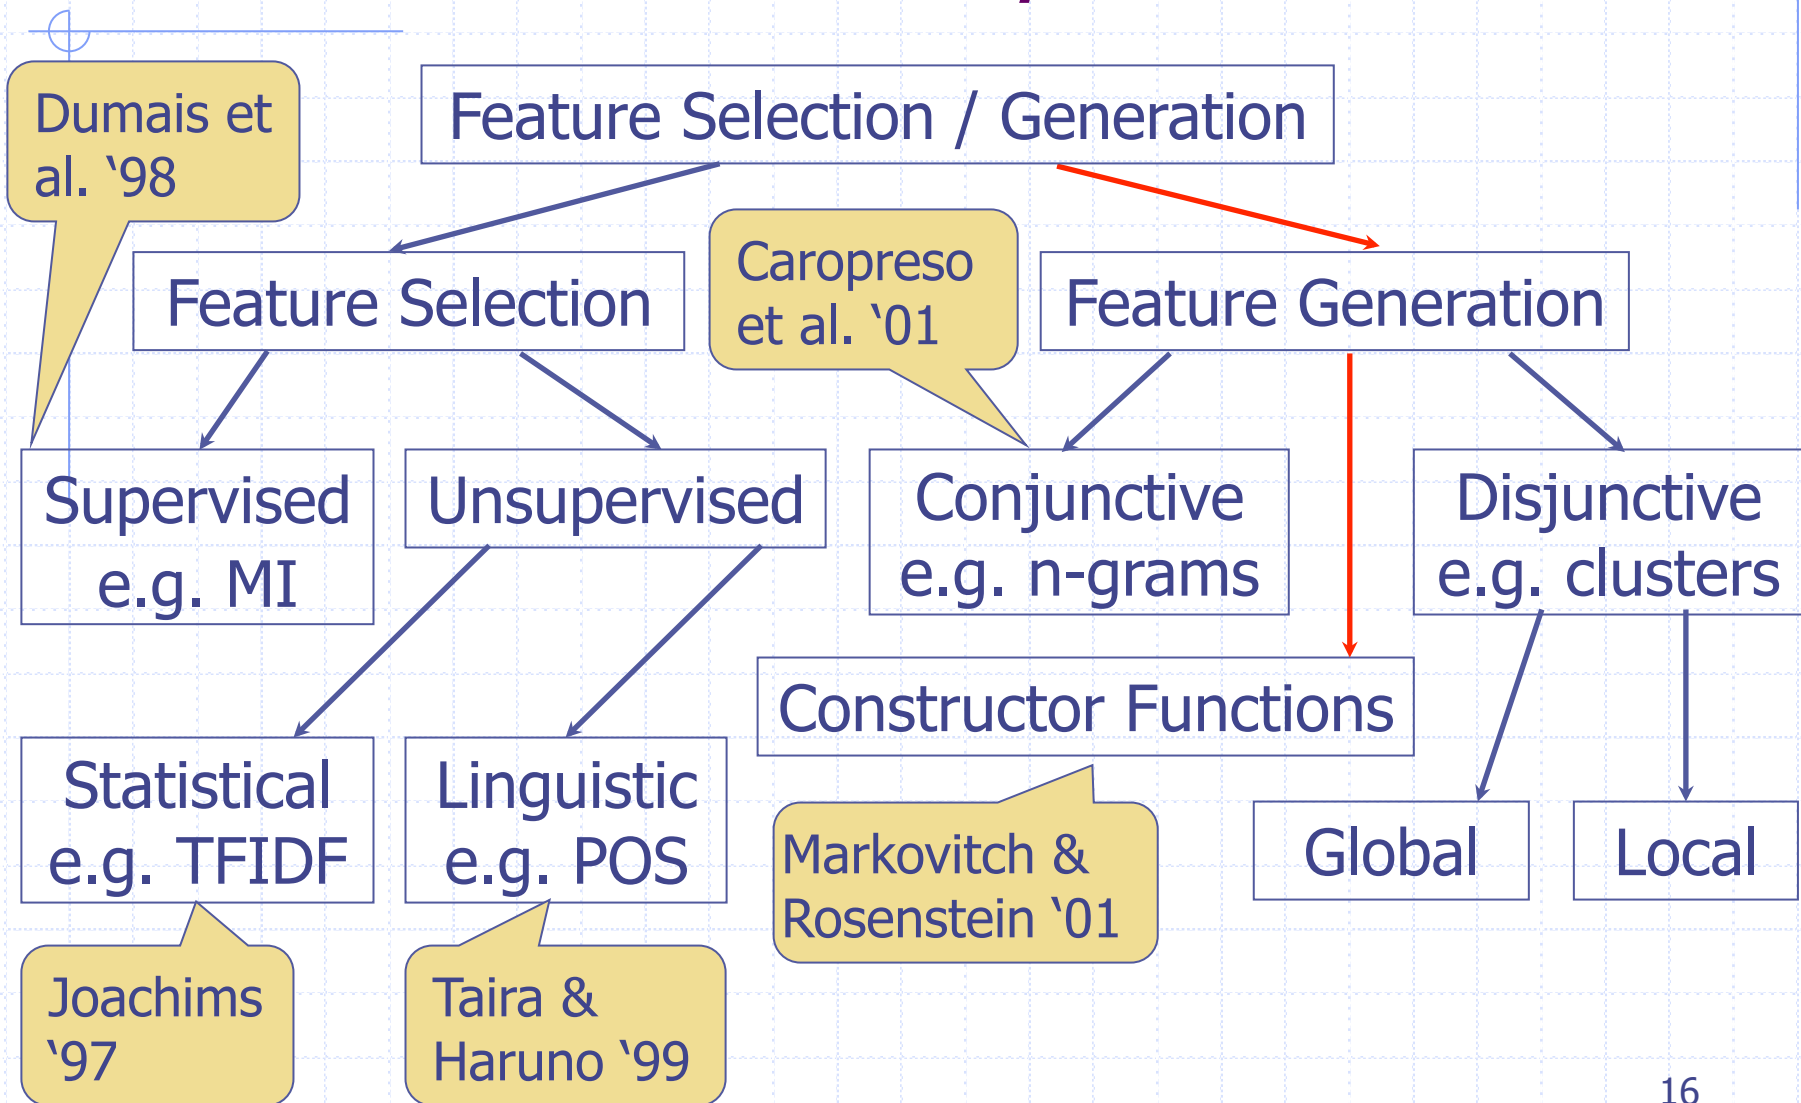 Feature Selection / Generation
Dumais et
al. ‘98
Feature Selection
Caropreso
et al. ‘01
Feature Generation
Supervised
e.g. MI
Unsupervised
Conjunctive
e.g. n-grams
Disjunctive
e.g. clusters
Constructor Functions
Statistical
e.g. TFIDF
Linguistic
e.g. POS
Markovitch &
Rosenstein ‘01
Global
Local
Joachims
‘97
Taira &
Haruno ‘99
16